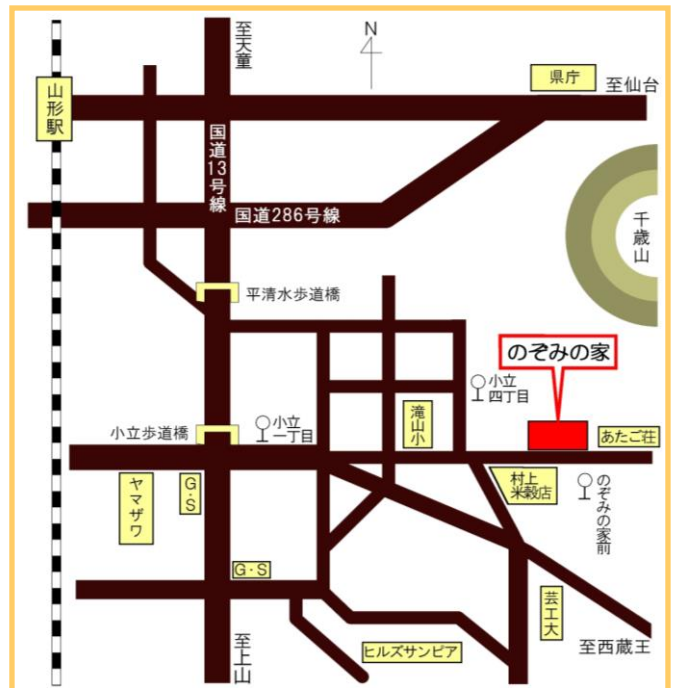 至天童
N
県庁
至仙台
山形駅
国道13号線
国道286号線
千歳山
平清水歩道橋
のぞみの家
小立
四丁目
小立
一丁目
滝山小
小立歩道橋
あたご荘
ヤマザワ
G・S
村上
米穀店
のぞみの家前
G・S
芸工大
至上山
ヒルズサンピア
至西蔵王